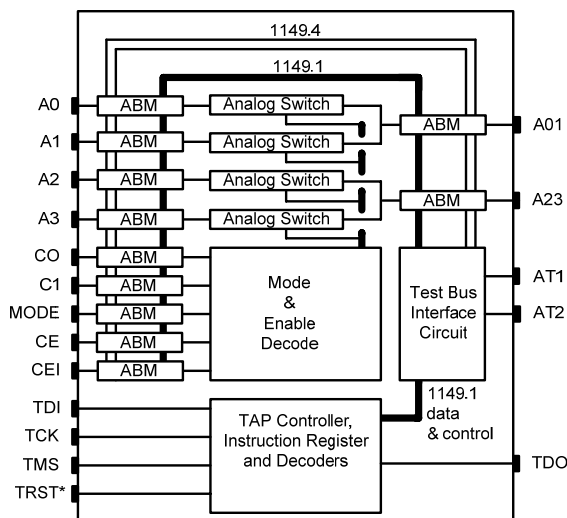 1149.4
1149.1
A0 ABM Analog Switch ABM A01
A1 ABM Analog Switch
A2 ABM Analog Switch ABM A23
A3 ABM Analog Switch
CO ABM
C1 ABM
MODE ABM
CE ABM
CEI ABM
Mode
&
Enable
Decode
Test Bus
Interface
Circuit
AT1
AT2
1149.1
data
& control
TDI
TCK
TMS
TRST*
TAP Controller,
Instruction Register
and Decoders
TDO